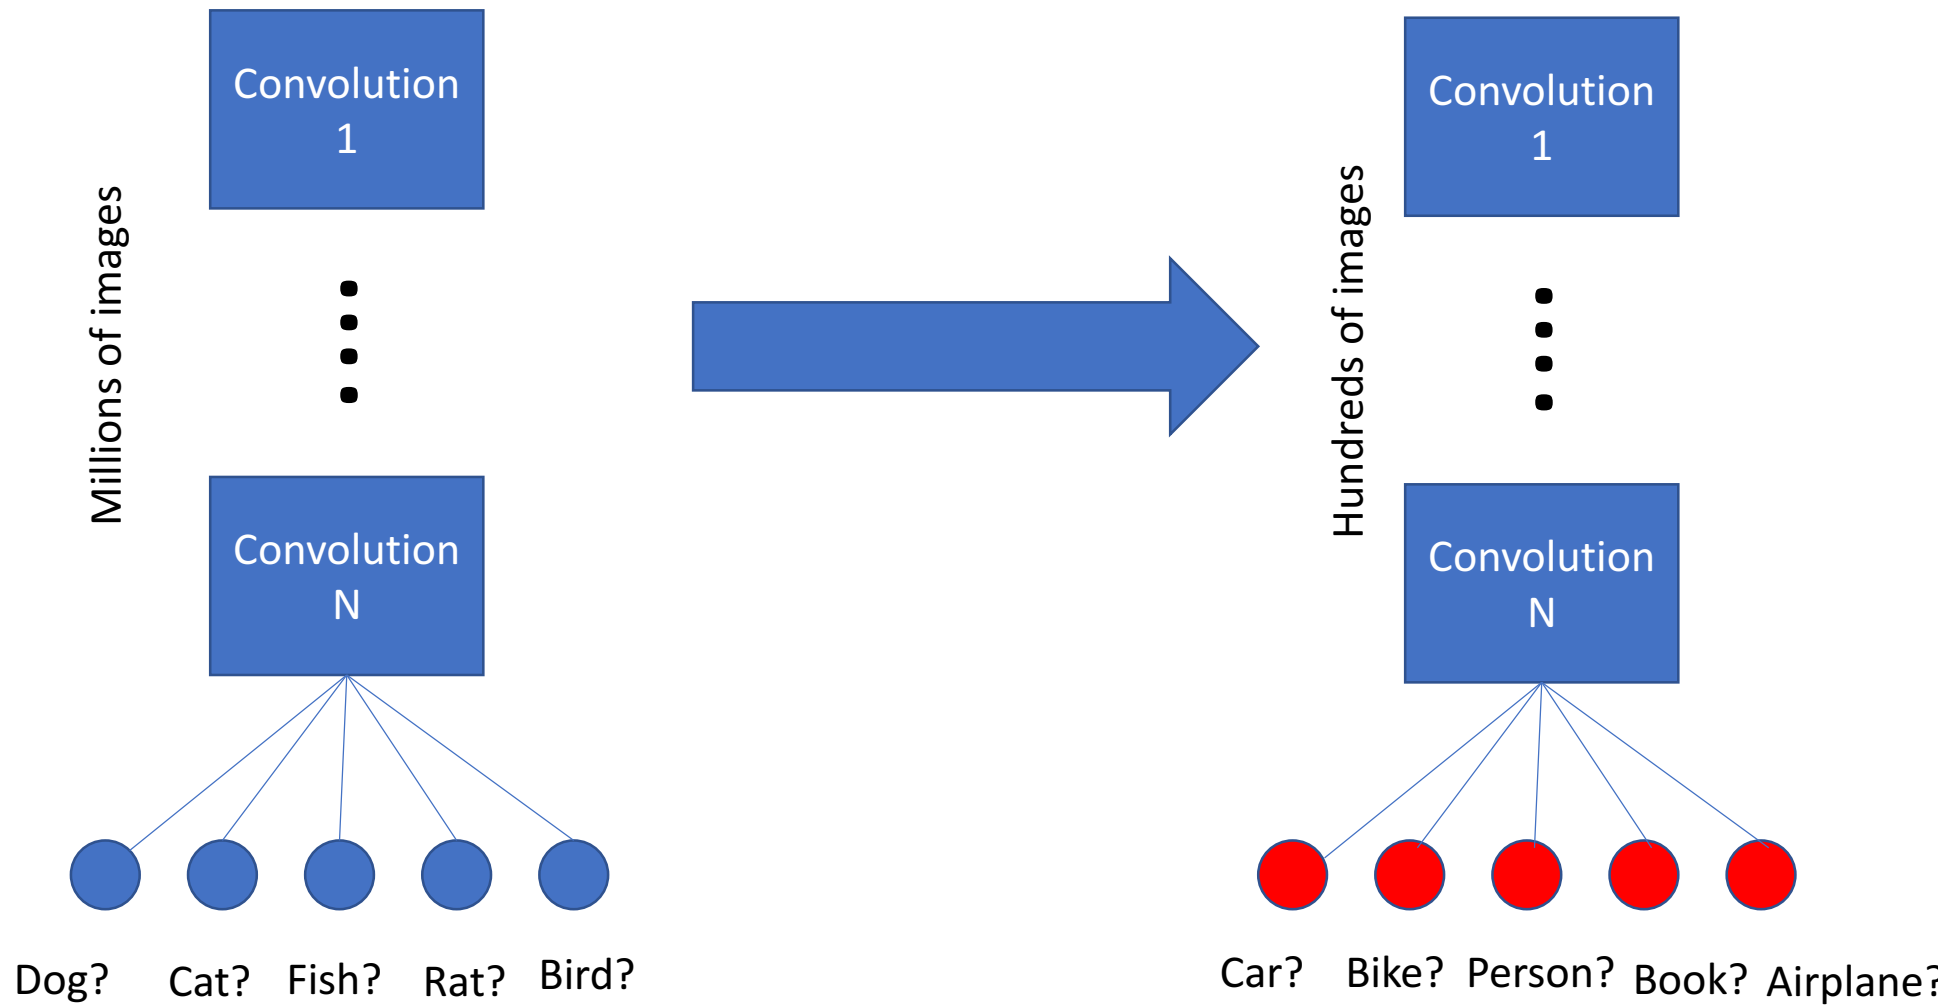 Millions of images
Convolution
1
Convolution
N
Dog?
Cat?
Fish?
Rat?
Bird?
Hundreds of images
Convolution
1
Convolution
N
Car?
Bike?
Person?
Book?
Airplane?